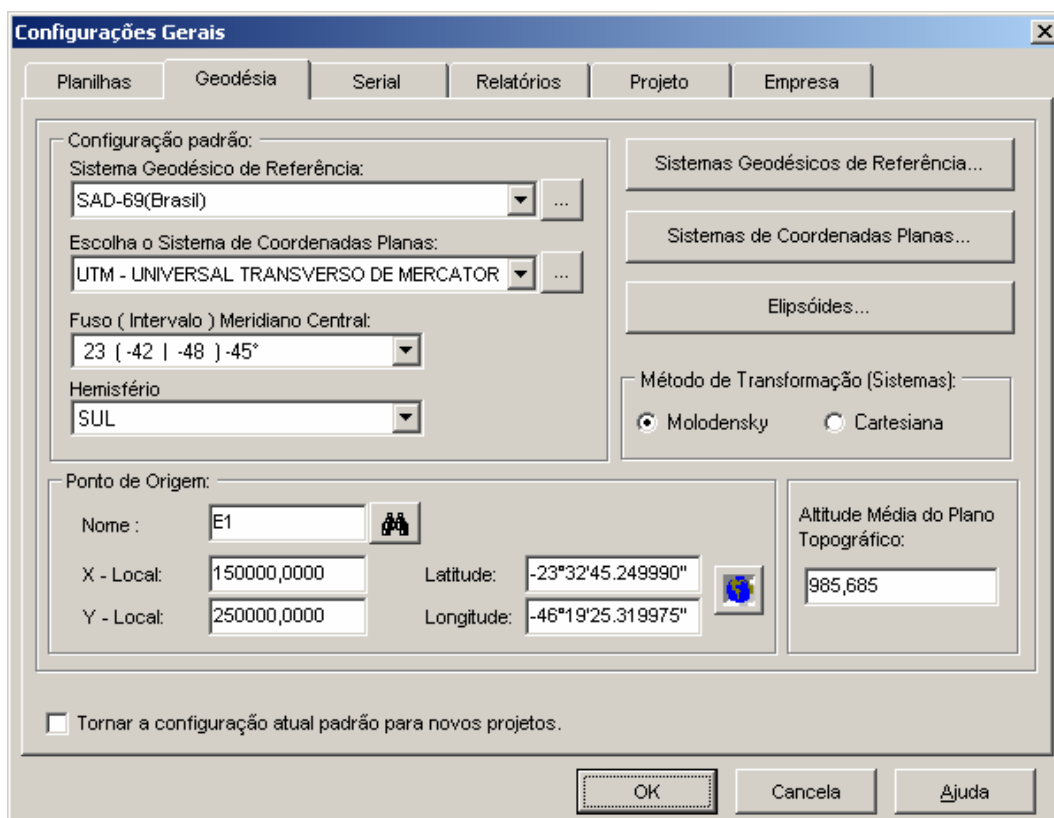 Configurações Gerais
Planilhas Geodésia Serial Relatórios Projeto Empresa
Configuração padrão:
Sistema Geodésico de Referência:
SAD-69(Brasil)
...
Escolha o Sistema de Coordenadas Planas:
UTM - UNIVERSAL TRANSVERSO DE MERCATOR
...
Fuso ( Intervalo ) Meridiano Central:
23 ( -42 | -48 ) -45°
Hemisfério
SUL
Sistemas Geodésicos de Referência...
Sistemas de Coordenadas Planas...
Elipsóides...
Método de Transformação (Sistemas):
Molodensky Cartesiana
Ponto de Origem:
Nome : E1
X - Local: 150000,0000 Latitude: -23°32'45.249990"
Y - Local: 250000,0000 Longitude: -46°19'25.319975"
Altitude Média do Plano
Topográfico:
985,685
Tornar a configuração atual padrão para novos projetos.
OK Cancela Ajuda